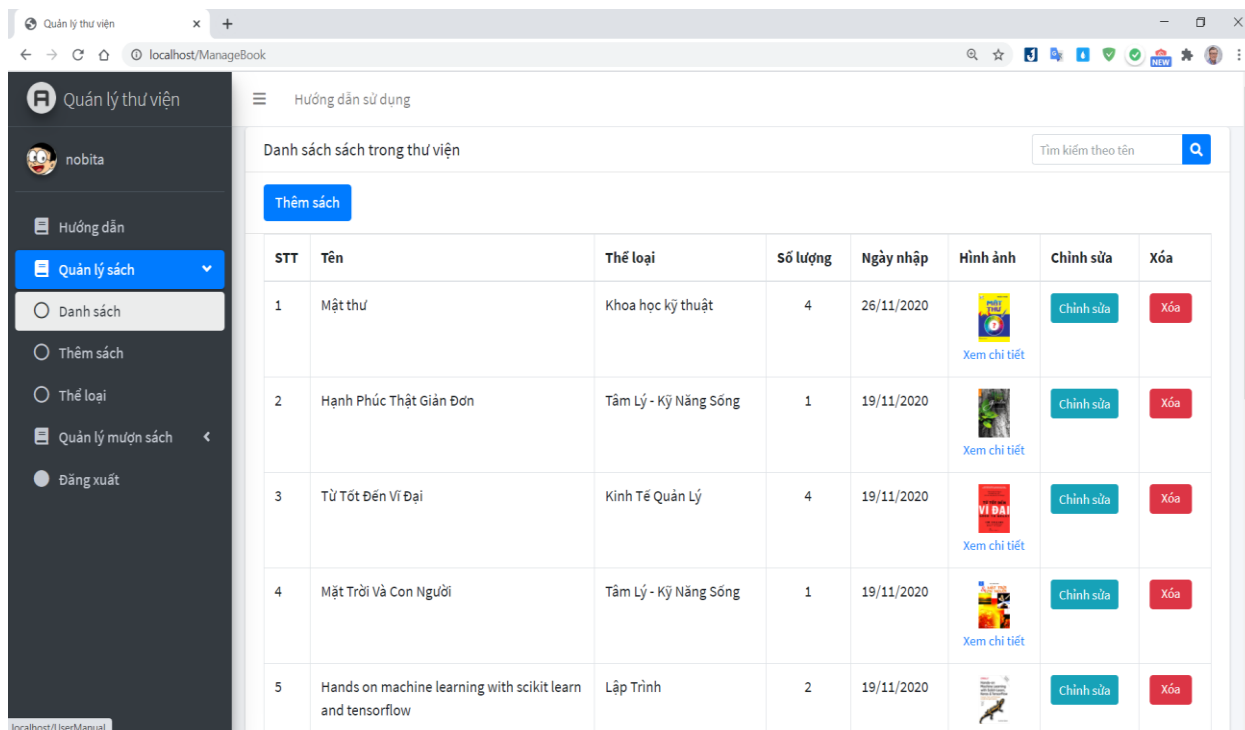 Quản lý thư viện
localhost/ManageBook
NEW
Quản lý thư viện
Hướng dẫn sử dụng
nobita
Danh sách sách trong thư viện
Tìm kiếm theo tên
Thêm sách
Hướng dẫn
Quản lý sách
Danh sách
Thêm sách
Thể loại
Quản lý mượn sách
Đăng xuất
STT Tên Thể loại Số lượng Ngày nhập Hình ảnh Chỉnh sửa Xóa
1 Mật thư Khoa học kỹ thuật 4 26/11/2020 Chỉnh sửa Xóa
MẬT THƯ
Xem chi tiết
2 Hạnh Phúc Thật Giản Đơn Tâm Lý - Kỹ Năng Sống 1 19/11/2020 Chỉnh sửa Xóa
Xem chi tiết
3 Từ Tốt Đến Vĩ Đại Kinh Tế Quản Lý 4 19/11/2020 Chỉnh sửa Xóa
VĨ ĐẠI
Xem chi tiết
4 Mặt Trời Và Con Người Tâm Lý - Kỹ Năng Sống 1 19/11/2020 Chỉnh sửa Xóa
Xem chi tiết
5 Hands on machine learning with scikit learn Lập Trình 2 19/11/2020 Chỉnh sửa Xóa
and tensorflow
localhost/UserManual